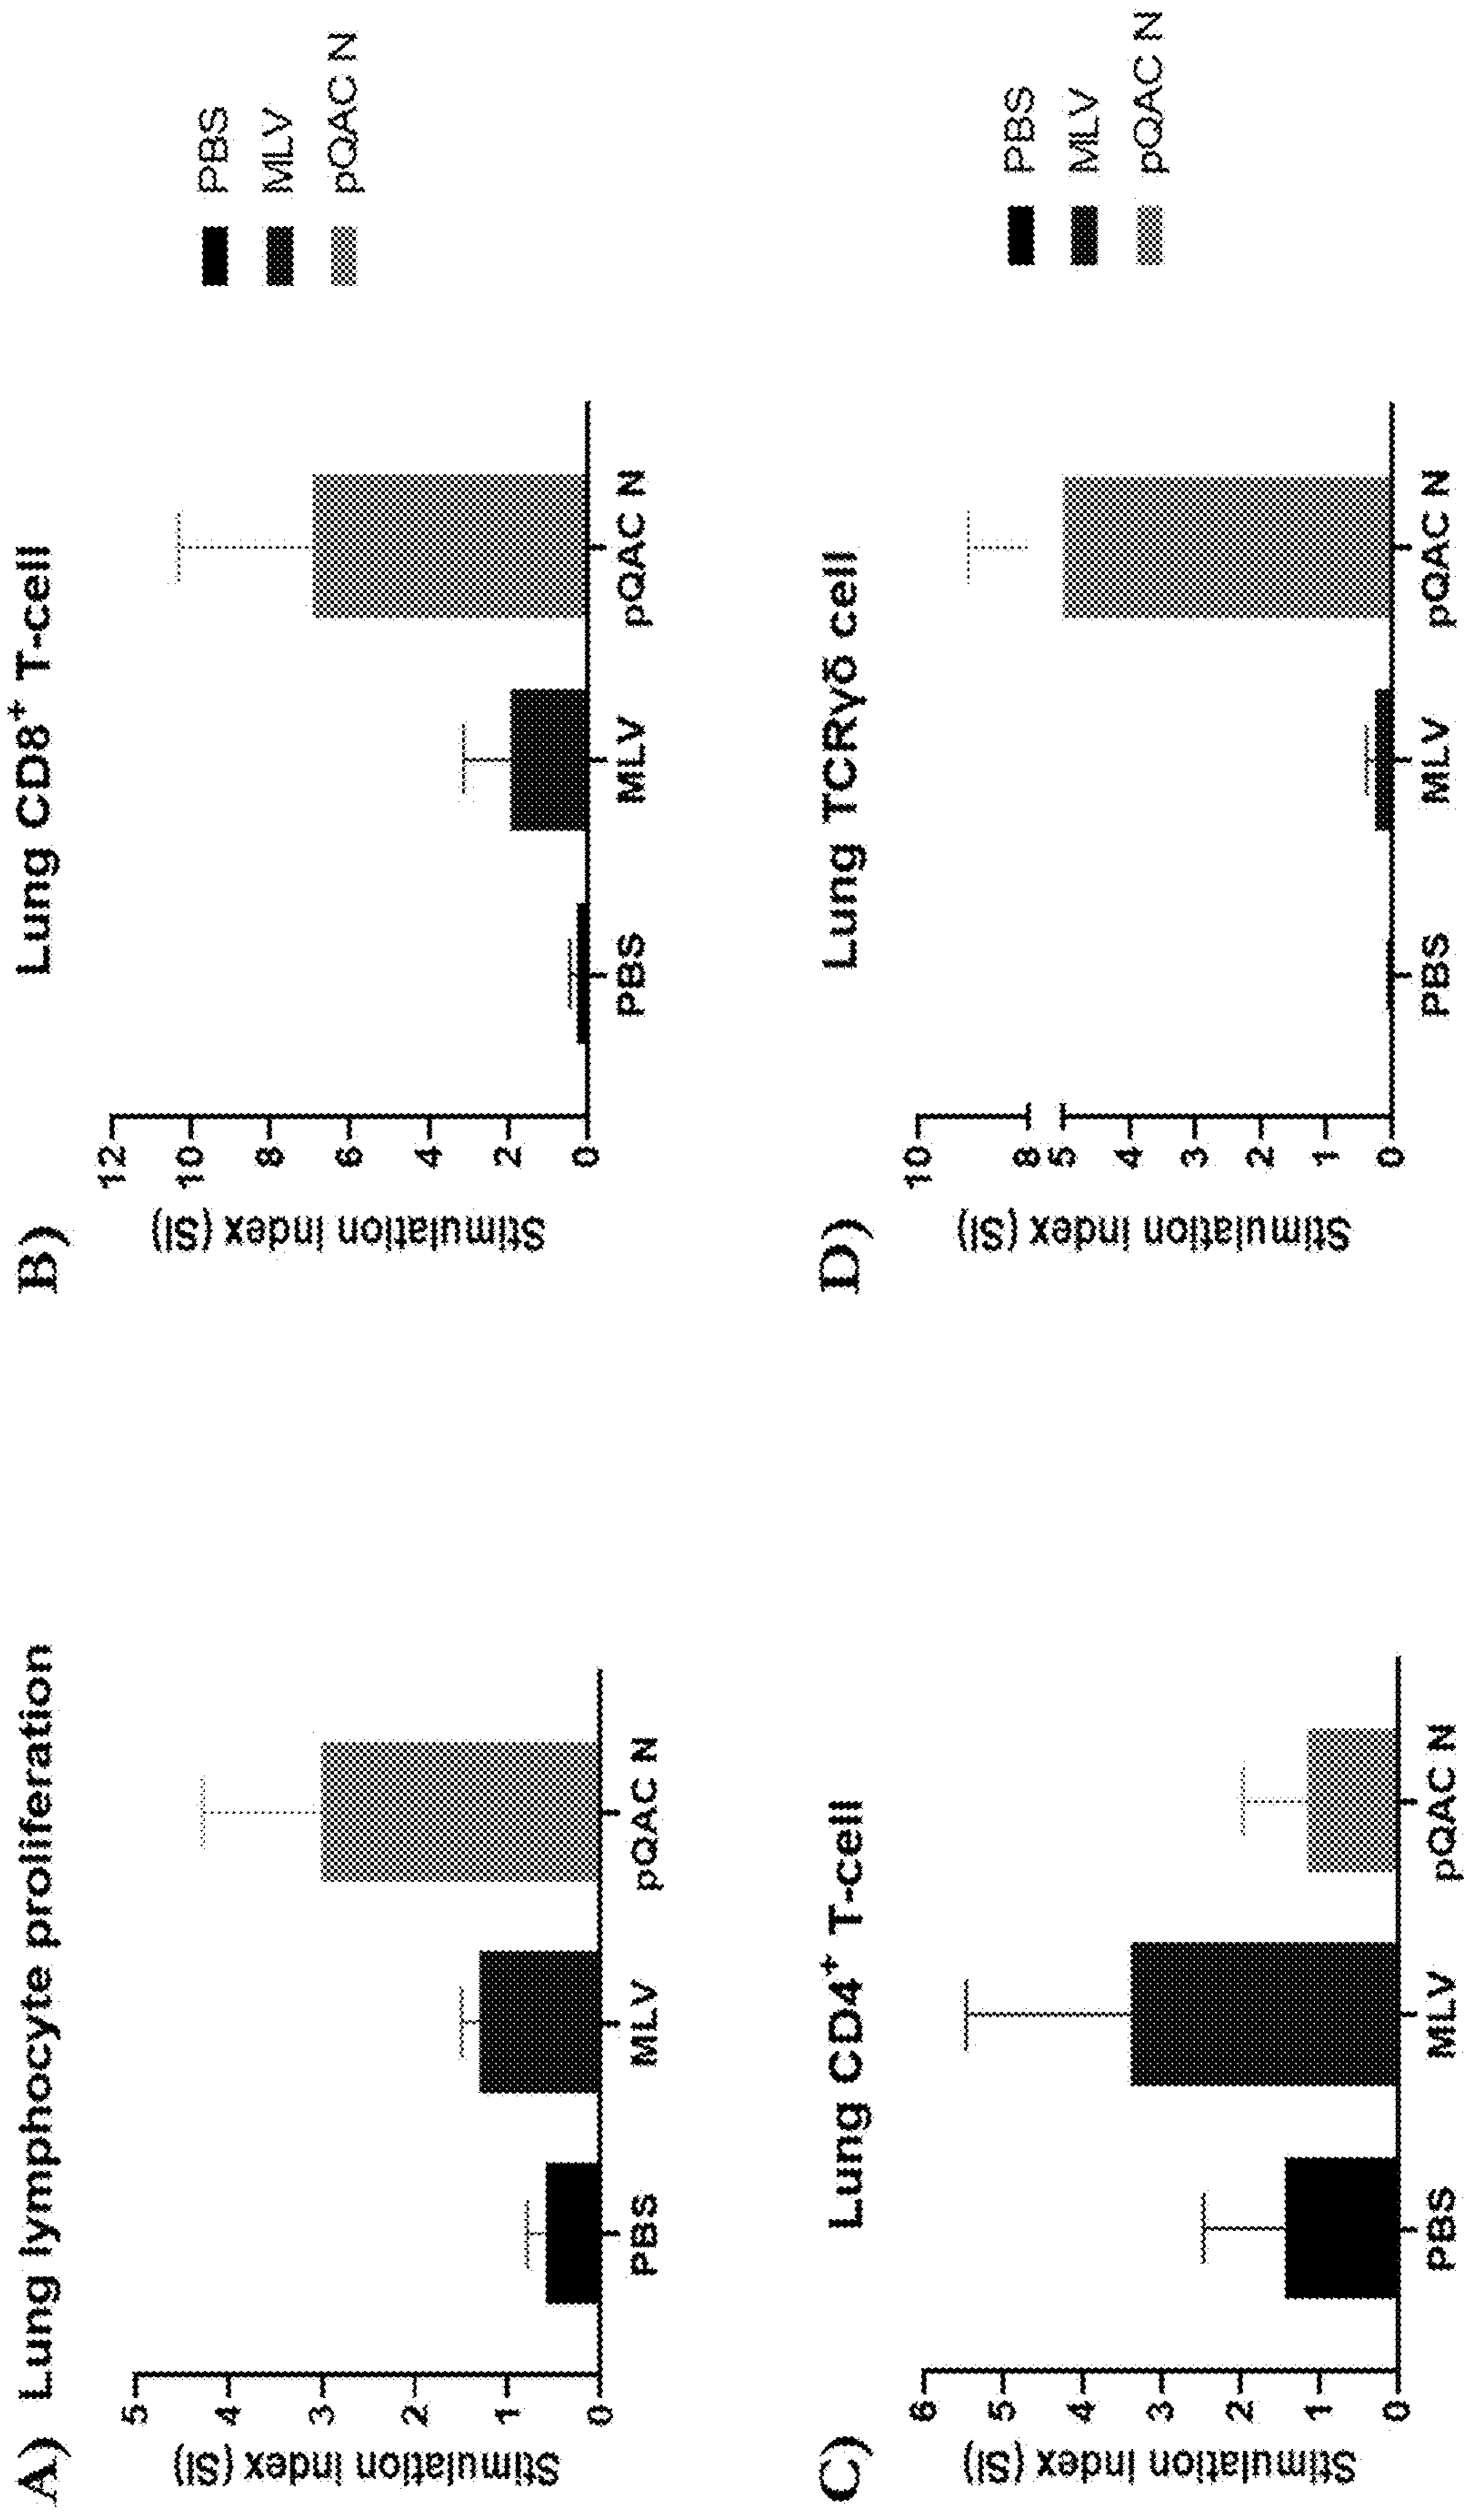 A) Lung lymphocyte proliferation
Stimulation index (SI)
5
4
3
2
1
0
PBS
MLV
pQAC N
B)
Lung CD8⁺ T-cell
Stimulation index (SI)
12
10
8
6
4
2
0
PBS
MLV
pQAC N
PBS
MLV
pQAC N
C)
Lung CD4⁺ T-cell
Stimulation index (SI)
6
5
4
3
2
1
0
PBS
MLV
pQAC N
D)
Lung TCRγδ cell
Stimulation index (SI)
10
8
5
4
3
2
1
0
PBS
MLV
pQAC N
PBS
MLV
pQAC N